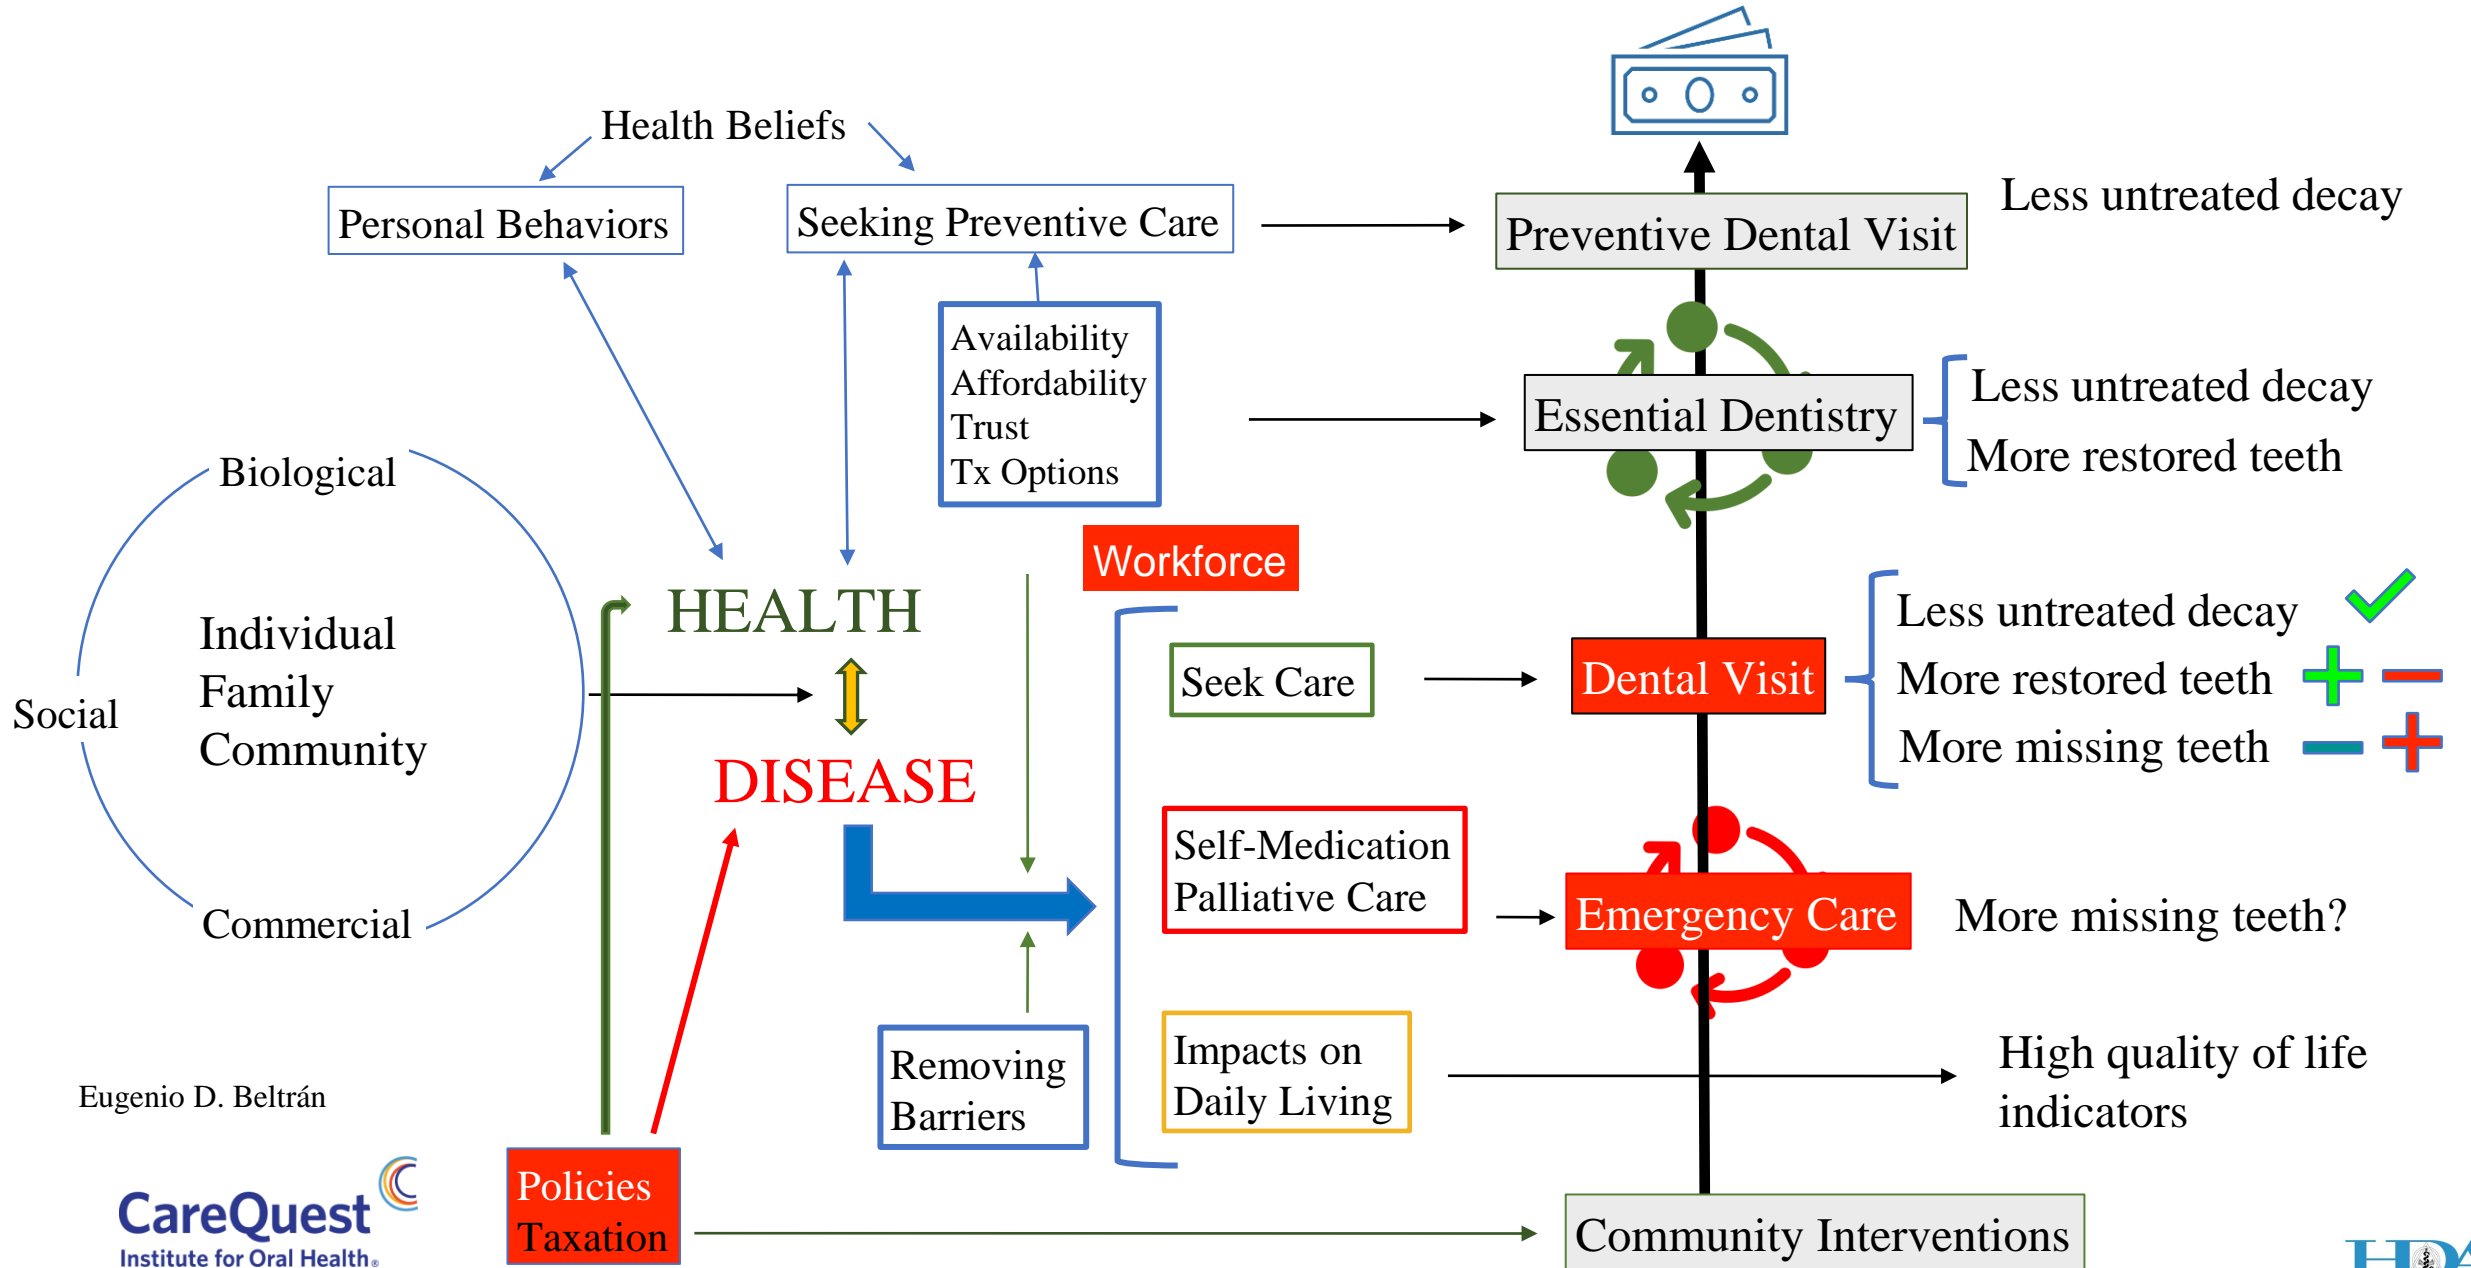 Health Beliefs
Personal Behaviors
Seeking Preventive Care
Preventive Dental Visit
Less untreated decay
Availability
Affordability
Trust
Tx Options
Essential Dentistry
Less untreated decay
More restored teeth
Biological
Social
Commercial
Individual
Family
Community
HEALTH
DISEASE
Workforce
Seek Care
Dental Visit
Less untreated decay
More restored teeth
More missing teeth
Self-Medication
Palliative Care
Emergency Care
More missing teeth?
Removing
Barriers
Impacts on
Daily Living
High quality of life
indicators
Eugenio D. Beltrán
CareQuest
Institute for Oral Health®
Policies
Taxation
Community Interventions